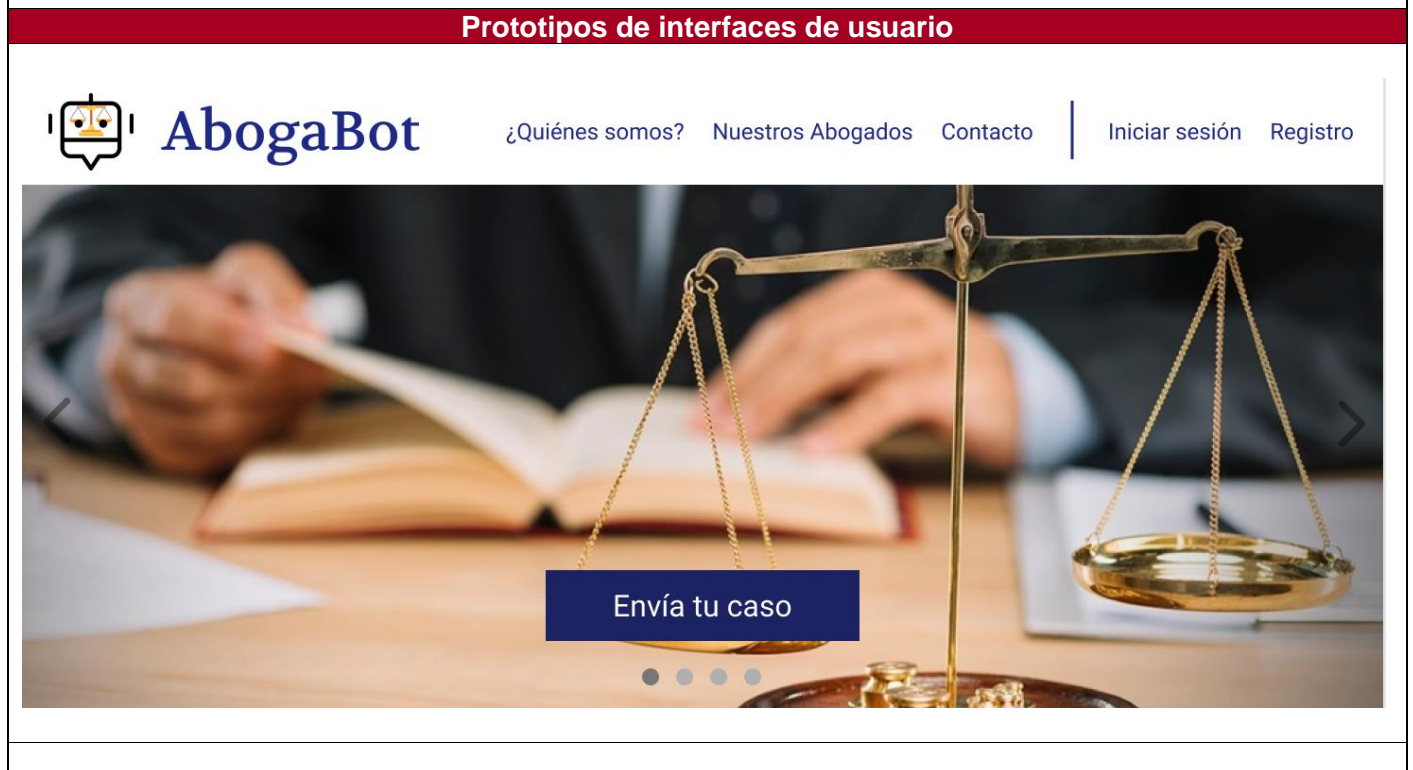 Prototipos de interfaces de usuario
AbogaBot
¿Quiénes somos? Nuestros Abogados Contacto Iniciar sesión Registro
Envía tu caso